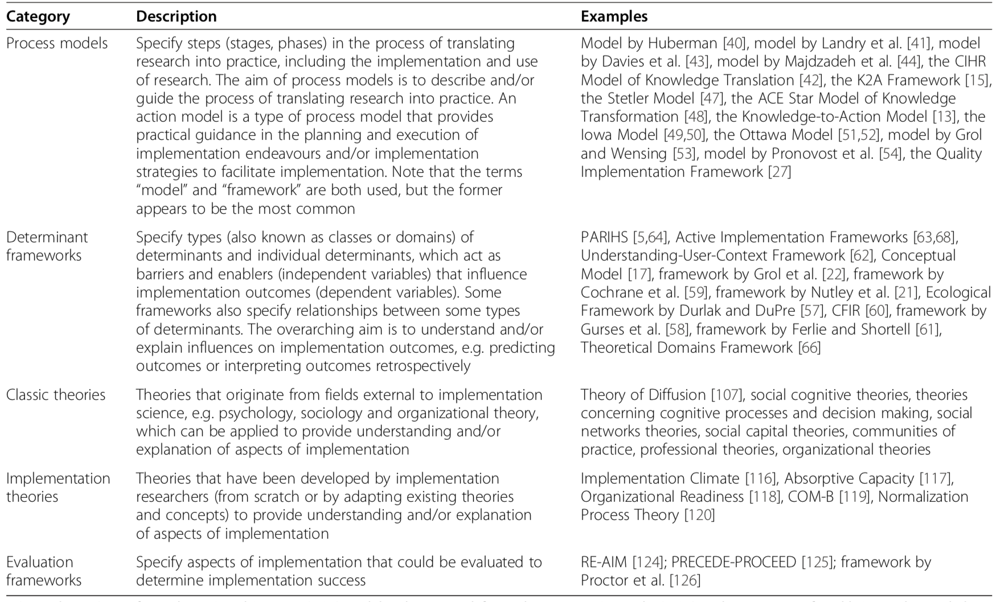 Category Description Examples
Process models Specify steps (stages, phases) in the process of translating Model by Huberman [40], model by Landry et al. [41], model
research into practice, including the implementation and use by Davies et al. [43], model by Majdzadeh et al. [44], the CIHR
of research. The aim of process models is to describe and/or Model of Knowledge Translation [42], the K2A Framework [15],
guide the process of translating research into practice. An the Stetler Model [47], the ACE Star Model of Knowledge
action model is a type of process model that provides Transformation [48], the Knowledge-to-Action Model [13], the
practical guidance in the planning and execution of Iowa Model [49,50], the Ottawa Model [51,52], model by Grol
implementation endeavours and/or implementation and Wensing [53], model by Pronovost et al. [54], the Quality
strategies to facilitate implementation. Note that the terms Implementation Framework [27]
“model” and “framework” are both used, but the former
appears to be the most common
Determinant Specify types (also known as classes or domains) of PARIHS [5,64], Active Implementation Frameworks [63,68],
frameworks determinants and individual determinants, which act as Understanding-User-Context Framework [62], Conceptual
barriers and enablers (independent variables) that influence Model [17], framework by Grol et al. [22], framework by
implementation outcomes (dependent variables). Some Cochrane et al. [59], framework by Nutley et al. [21], Ecological
frameworks also specify relationships between some types Framework by Durlak and DuPre [57], CFIR [60], framework by
of determinants. The overarching aim is to understand and/or Gurses et al. [58], framework by Ferlie and Shortell [61],
explain influences on implementation outcomes, e.g. predicting Theoretical Domains Framework [66]
outcomes or interpreting outcomes retrospectively
Classic theories Theories that originate from fields external to implementation Theory of Diffusion [107], social cognitive theories, theories
science, e.g. psychology, sociology and organizational theory, concerning cognitive processes and decision making, social
which can be applied to provide understanding and/or networks theories, social capital theories, communities of
explanation of aspects of implementation practice, professional theories, organizational theories
Implementation Theories that have been developed by implementation Implementation Climate [116], Absorptive Capacity [117],
theories researchers (from scratch or by adapting existing theories Organizational Readiness [118], COM-B [119], Normalization
and concepts) to provide understanding and/or explanation Process Theory [120]
of aspects of implementation
Evaluation Specify aspects of implementation that could be evaluated to RE-AIM [124]; PRECEDE-PROCEED [125]; framework by
frameworks determine implementation success Proctor et al. [126]